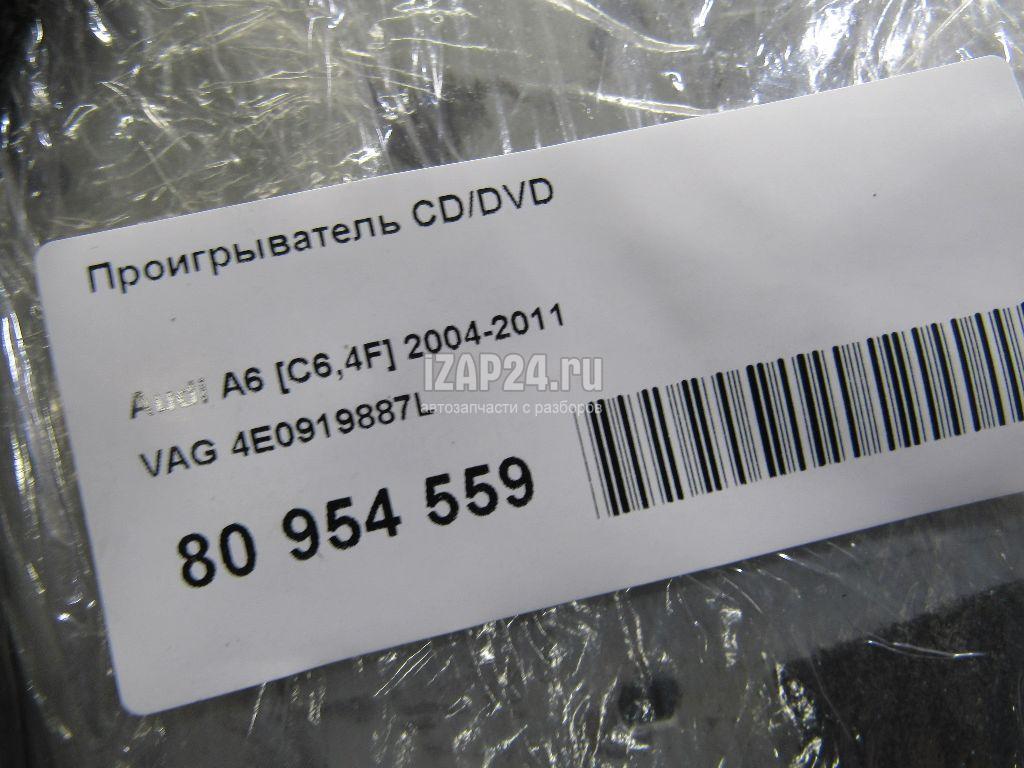 Проигрыватель CD/DVD
Audi A6 [C6,4F] 2004-2011
iZAP24.ru
автозапчасти с разборов
VAG 4E0919887L
80 954 559